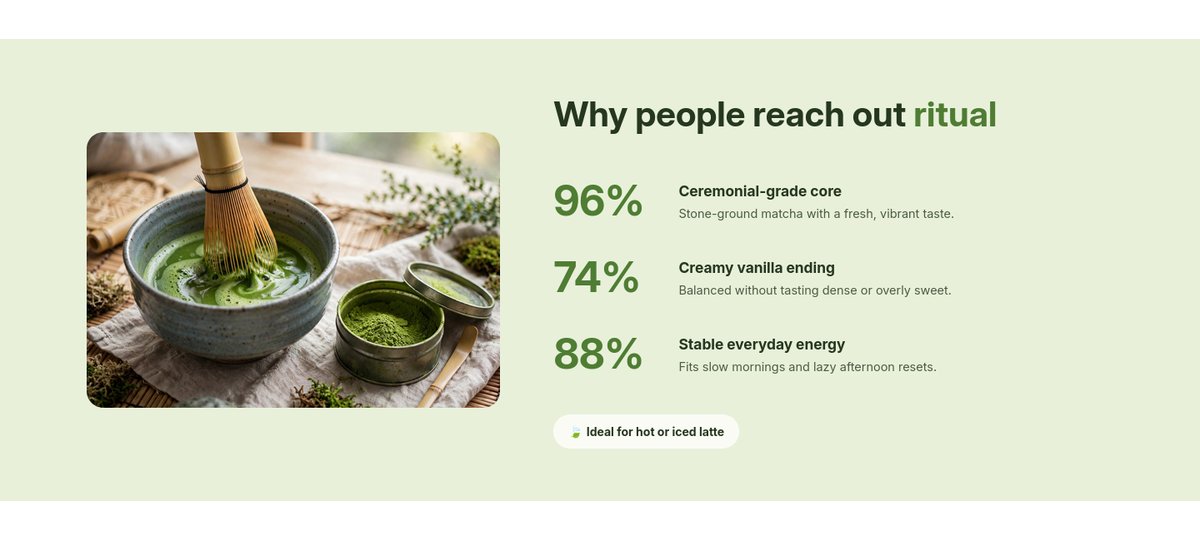 Why people reach out ritual
96%
Ceremonial-grade core
Stone-ground matcha with a fresh, vibrant taste.
74%
Creamy vanilla ending
Balanced without tasting dense or overly sweet.
88%
Stable everyday energy
Fits slow mornings and lazy afternoon resets.
🍃 Ideal for hot or iced latte